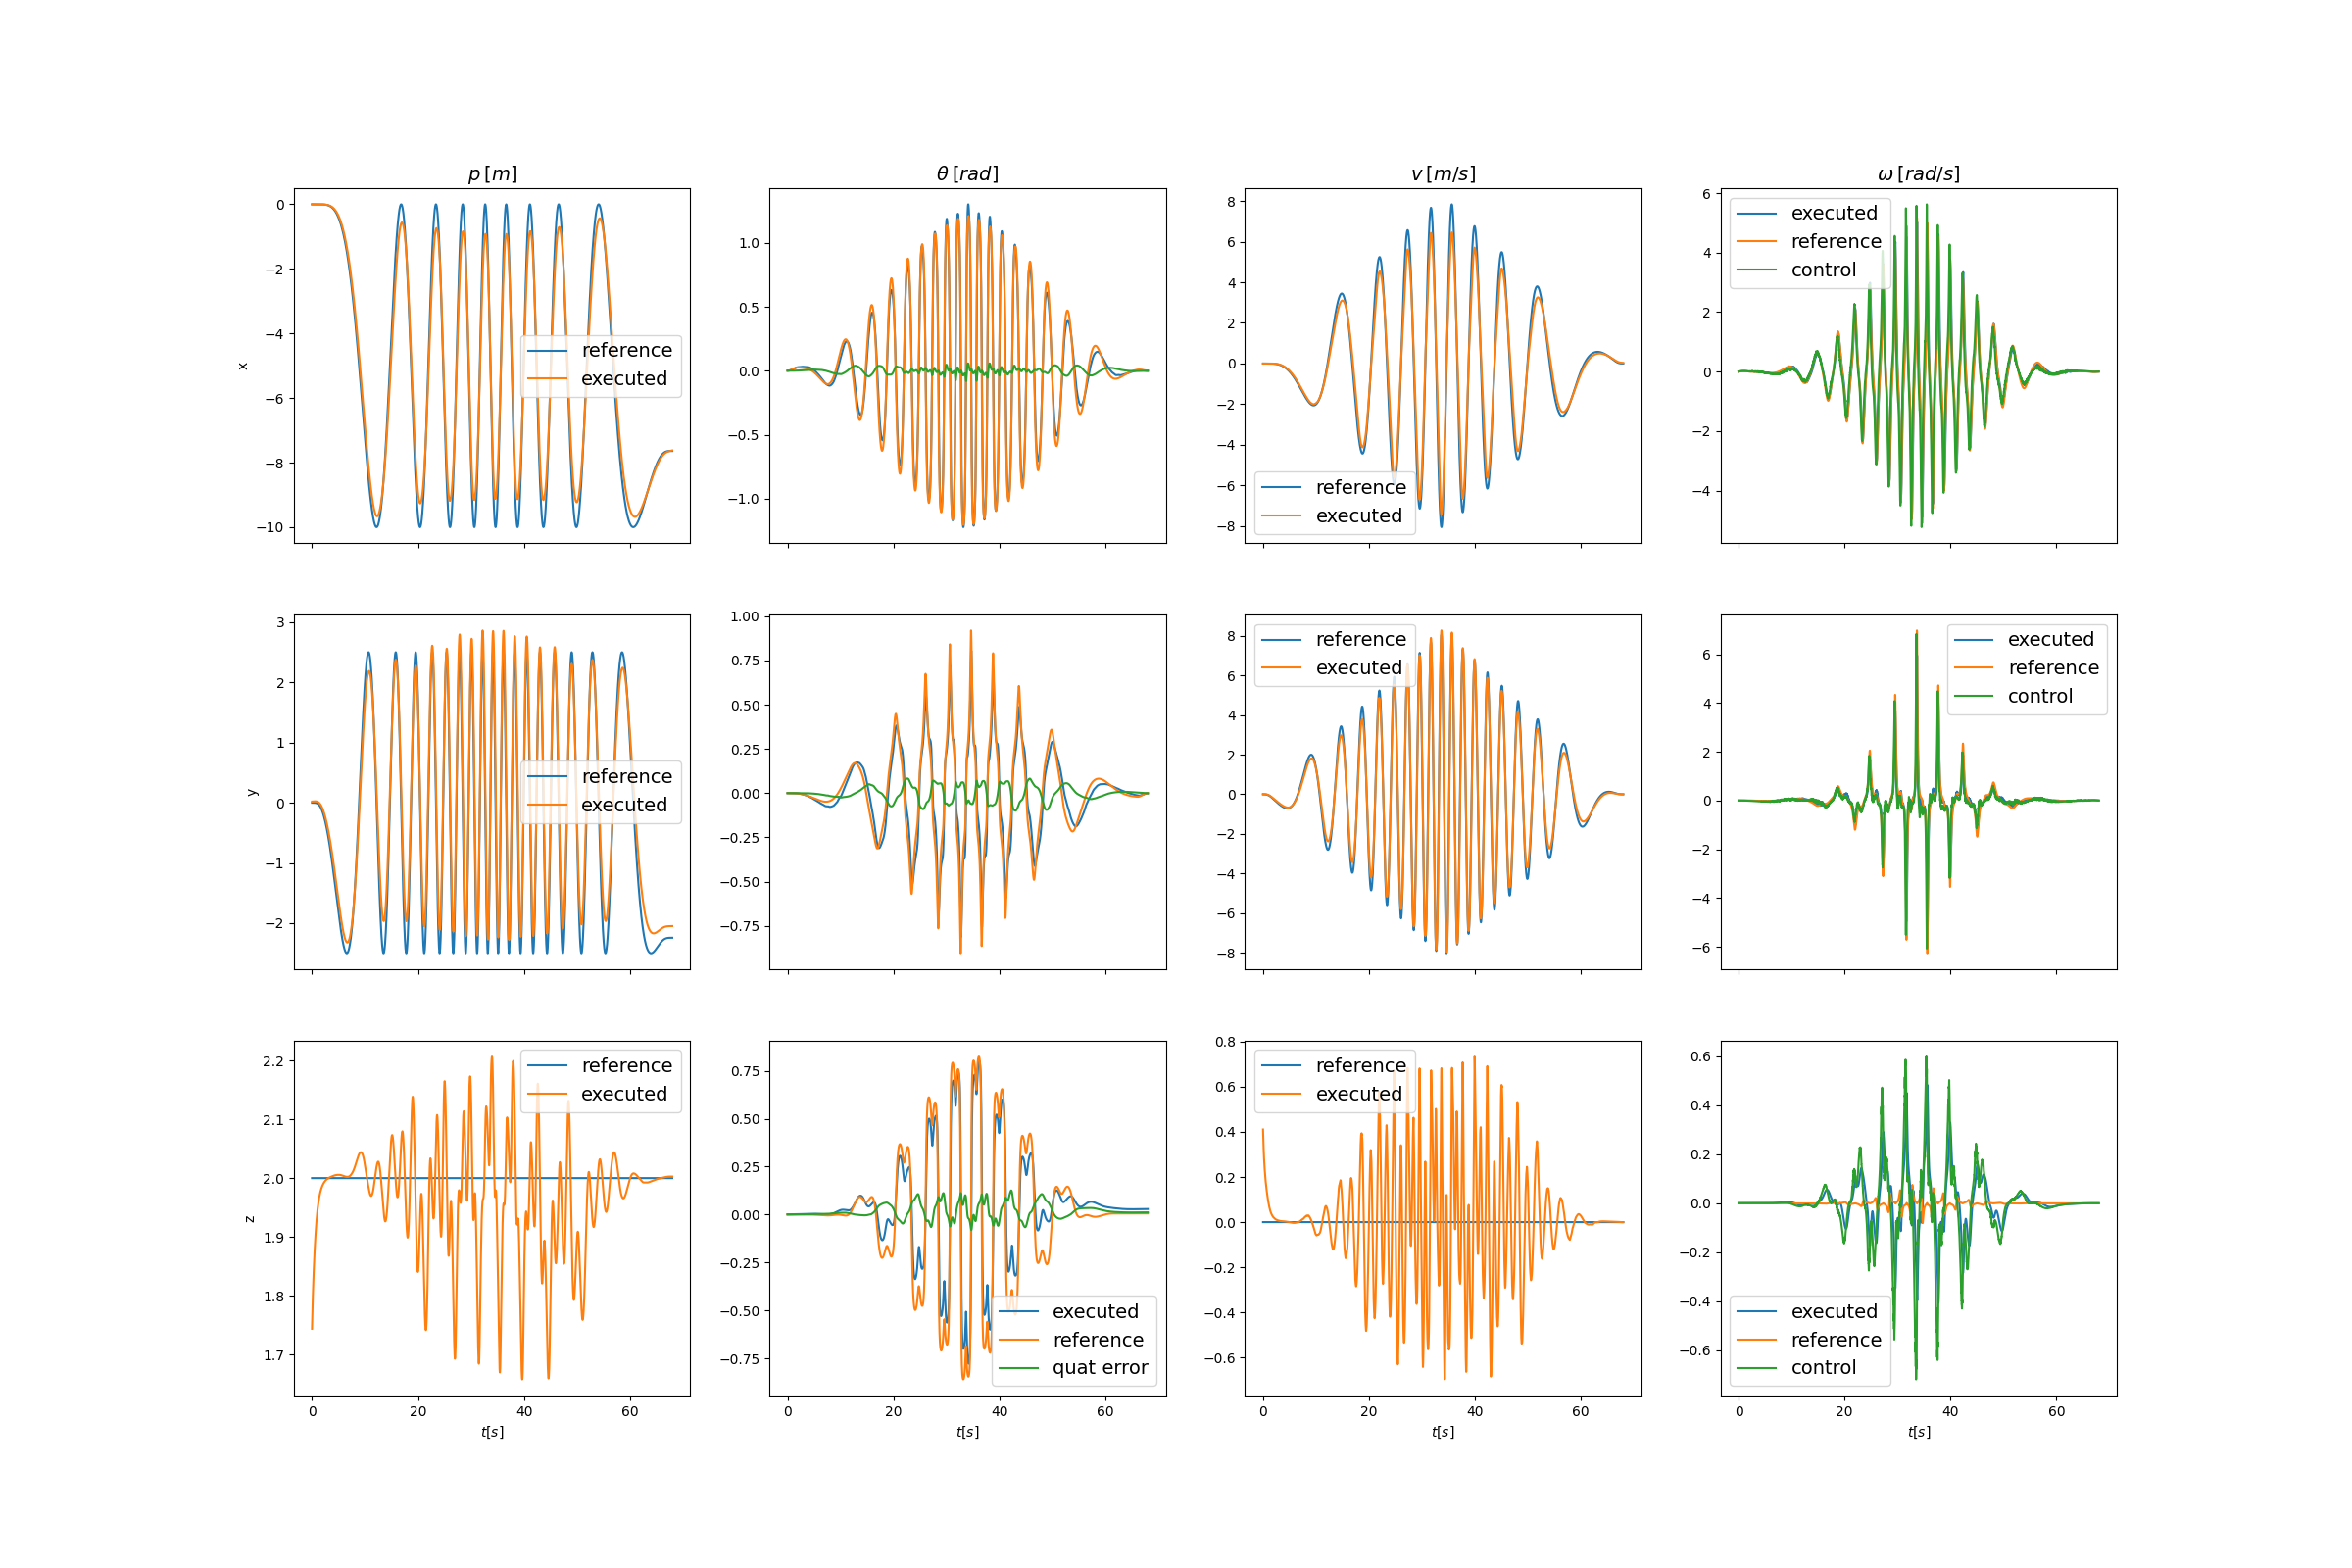 p [m]
θ [rad]
v [m/s]
ω [rad/s]
x
0
−2
−4
−6
−8
−10
reference
executed
1.0
0.5
0.0
−0.5
−1.0
8
6
4
2
0
−2
−4
−6
−8
reference
executed
6
4
2
0
−2
−4
executed
reference
control
y
3
2
1
0
−1
−2
reference
executed
1.00
0.75
0.50
0.25
0.00
−0.25
−0.50
−0.75
8
6
4
2
0
−2
−4
−6
−8
reference
executed
6
4
2
0
−2
−4
−6
executed
reference
control
z
2.2
2.1
2.0
1.9
1.8
1.7
reference
executed
0 20 40 60
t[s]
0.75
0.50
0.25
0.00
−0.25
−0.50
−0.75
executed
reference
quat error
0 20 40 60
t[s]
0.8
0.6
0.4
0.2
0.0
−0.2
−0.4
−0.6
reference
executed
0 20 40 60
t[s]
0.6
0.4
0.2
0.0
−0.2
−0.4
−0.6
executed
reference
control
0 20 40 60
t[s]